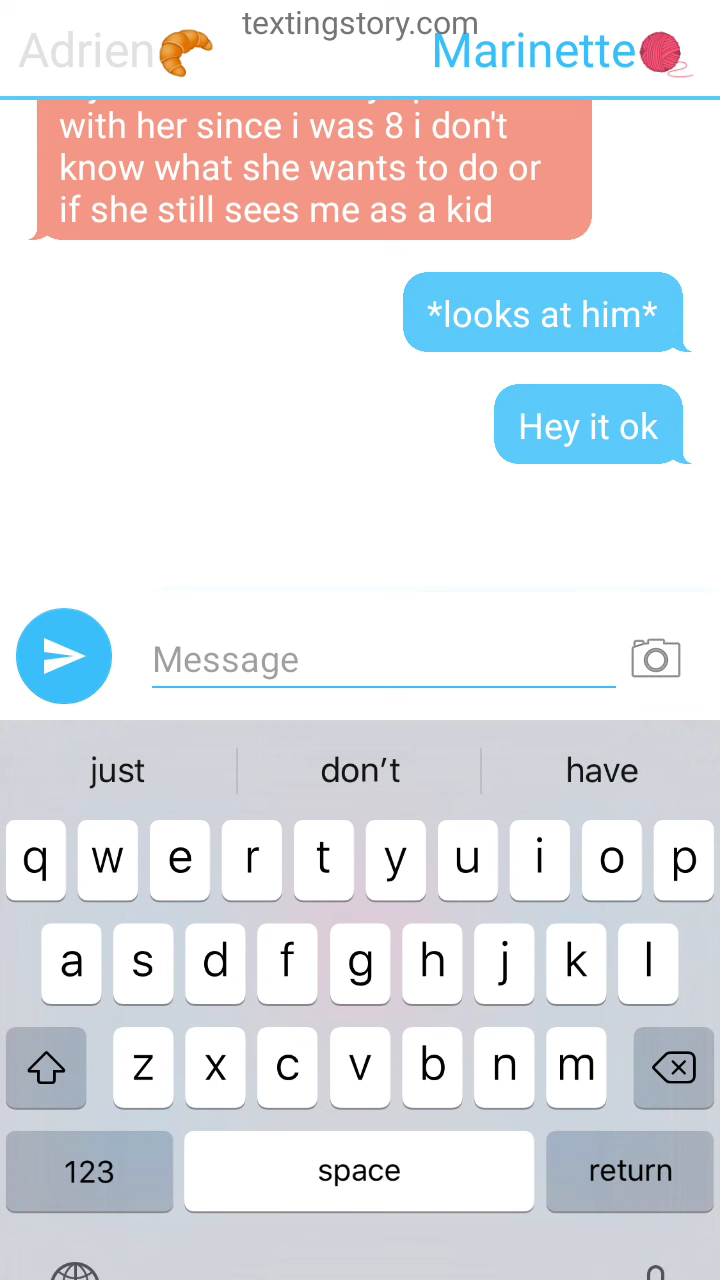 textingstory.com
Adrien🥐
Marinette🧶
with her since i was 8 i don't
know what she wants to do or
if she still sees me as a kid
*looks at him*
Hey it ok
Message
just don’t have
q w e r t y u i o p
a s d f g h j k l
z x c v b n m
123 space return